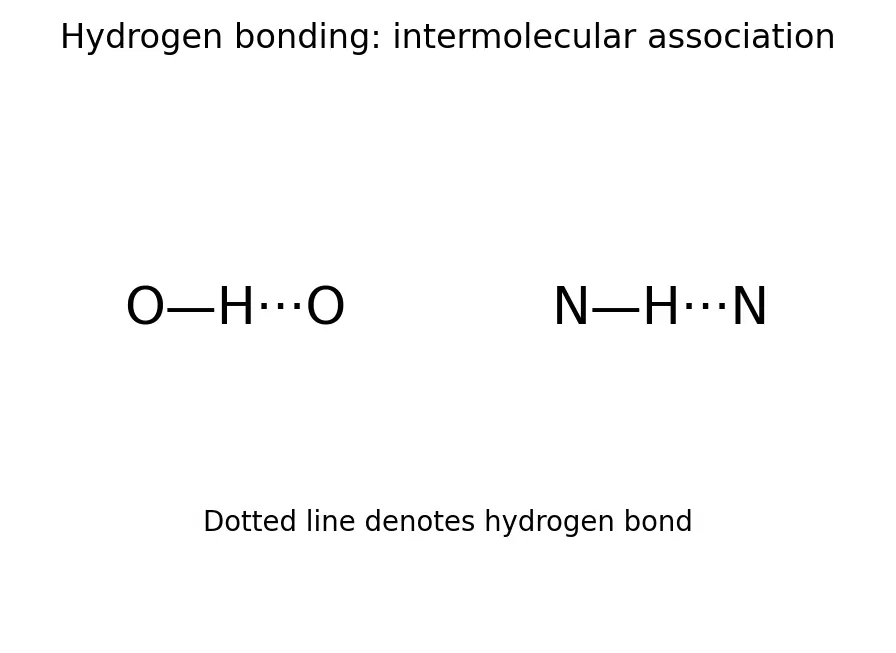 Hydrogen bonding: intermolecular association
O—H···O N—H···N
Dotted line denotes hydrogen bond